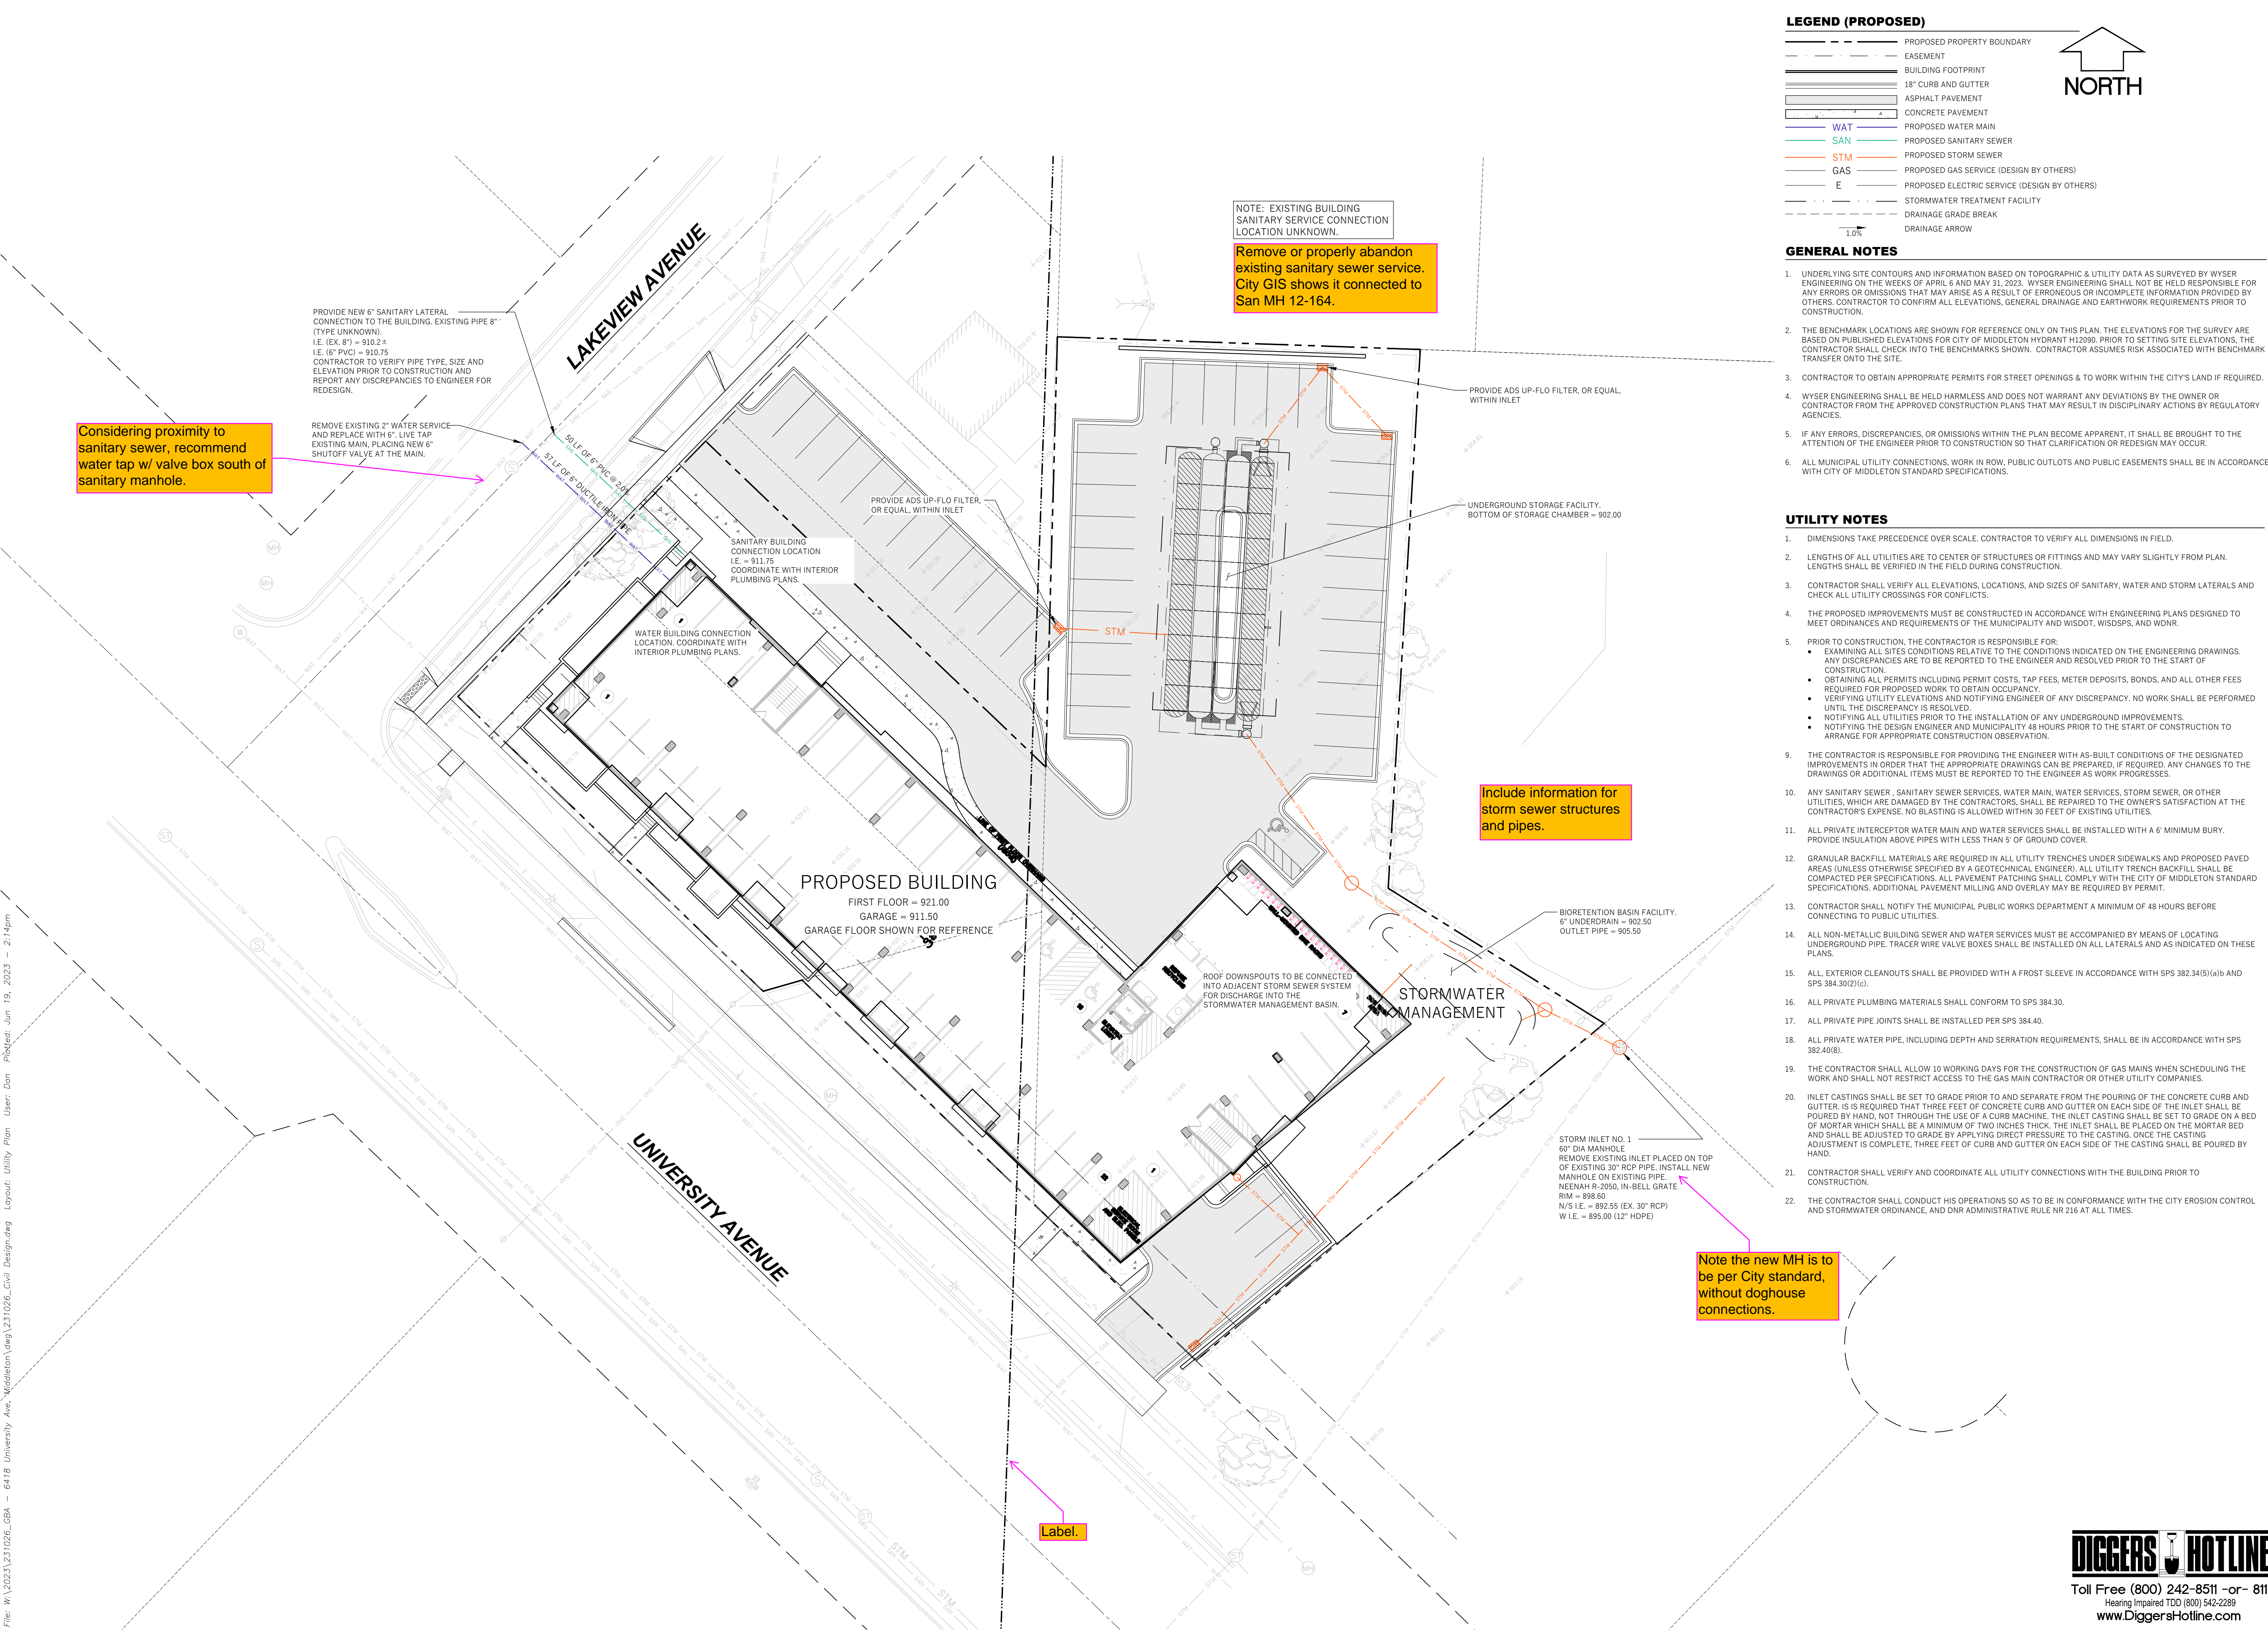 LEGEND (PROPOSED)
PROPOSED PROPERTY BOUNDARY
EASEMENT
BUILDING FOOTPRINT
18" CURB AND GUTTER
ASPHALT PAVEMENT
CONCRETE PAVEMENT
WAT PROPOSED WATER MAIN
SAN PROPOSED SANITARY SEWER
STM PROPOSED STORM SEWER
GAS PROPOSED GAS SERVICE (DESIGN BY OTHERS)
E PROPOSED ELECTRIC SERVICE (DESIGN BY OTHERS)
STORMWATER TREATMENT FACILITY
DRAINAGE GRADE BREAK
1.0% DRAINAGE ARROW
NORTH
GENERAL NOTES
1. UNDERLYING SITE CONTOURS AND INFORMATION BASED ON TOPOGRAPHIC & UTILITY DATA AS SURVEYED BY WYSER
ENGINEERING ON THE WEEKS OF APRIL 6 AND MAY 31, 2023. WYSER ENGINEERING SHALL NOT BE HELD RESPONSIBLE FOR
ANY ERRORS OR OMISSIONS THAT MAY ARISE AS A RESULT OF ERRONEOUS OR INCOMPLETE INFORMATION PROVIDED BY
OTHERS. CONTRACTOR TO CONFIRM ALL ELEVATIONS, GENERAL DRAINAGE AND EARTHWORK REQUIREMENTS PRIOR TO
CONSTRUCTION.
2. THE BENCHMARK LOCATIONS ARE SHOWN FOR REFERENCE ONLY ON THIS PLAN. THE ELEVATIONS FOR THE SURVEY ARE
BASED ON PUBLISHED ELEVATIONS FOR CITY OF MIDDLETON HYDRANT H12090. PRIOR TO SETTING SITE ELEVATIONS, THE
CONTRACTOR SHALL CHECK INTO THE BENCHMARKS SHOWN. CONTRACTOR ASSUMES RISK ASSOCIATED WITH BENCHMARK
TRANSFER ONTO THE SITE.
3. CONTRACTOR TO OBTAIN APPROPRIATE PERMITS FOR STREET OPENINGS & TO WORK WITHIN THE CITY'S LAND IF REQUIRED.
4. WYSER ENGINEERING SHALL BE HELD HARMLESS AND DOES NOT WARRANT ANY DEVIATIONS BY THE OWNER OR
CONTRACTOR FROM THE APPROVED CONSTRUCTION PLANS THAT MAY RESULT IN DISCIPLINARY ACTIONS BY REGULATORY
AGENCIES.
5. IF ANY ERRORS, DISCREPANCIES, OR OMISSIONS WITHIN THE PLAN BECOME APPARENT, IT SHALL BE BROUGHT TO THE
ATTENTION OF THE ENGINEER PRIOR TO CONSTRUCTION SO THAT CLARIFICATION OR REDESIGN MAY OCCUR.
6. ALL MUNICIPAL UTILITY CONNECTIONS, WORK IN ROW, PUBLIC OUTLOTS AND PUBLIC EASEMENTS SHALL BE IN ACCORDANCE
WITH CITY OF MIDDLETON STANDARD SPECIFICATIONS.
UTILITY NOTES
1. DIMENSIONS TAKE PRECEDENCE OVER SCALE. CONTRACTOR TO VERIFY ALL DIMENSIONS IN FIELD.
2. LENGTHS OF ALL UTILITIES ARE TO CENTER OF STRUCTURES OR FITTINGS AND MAY VARY SLIGHTLY FROM PLAN.
LENGTHS SHALL BE VERIFIED IN THE FIELD DURING CONSTRUCTION.
3. CONTRACTOR SHALL VERIFY ALL ELEVATIONS, LOCATIONS, AND SIZES OF SANITARY, WATER AND STORM LATERALS AND
CHECK ALL UTILITY CROSSINGS FOR CONFLICTS.
4. THE PROPOSED IMPROVEMENTS MUST BE CONSTRUCTED IN ACCORDANCE WITH ENGINEERING PLANS DESIGNED TO
MEET ORDINANCES AND REQUIREMENTS OF THE MUNICIPALITY AND WISDOT, WISDSPS, AND WDNR.
5. PRIOR TO CONSTRUCTION, THE CONTRACTOR IS RESPONSIBLE FOR:
• EXAMINING ALL SITES CONDITIONS RELATIVE TO THE CONDITIONS INDICATED ON THE ENGINEERING DRAWINGS.
ANY DISCREPANCIES ARE TO BE REPORTED TO THE ENGINEER AND RESOLVED PRIOR TO THE START OF
CONSTRUCTION.
• OBTAINING ALL PERMITS INCLUDING PERMIT COSTS, TAP FEES, METER DEPOSITS, BONDS, AND ALL OTHER FEES
REQUIRED FOR PROPOSED WORK TO OBTAIN OCCUPANCY.
• VERIFYING UTILITY ELEVATIONS AND NOTIFYING ENGINEER OF ANY DISCREPANCY. NO WORK SHALL BE PERFORMED
UNTIL THE DISCREPANCY IS RESOLVED.
• NOTIFYING ALL UTILITIES PRIOR TO THE INSTALLATION OF ANY UNDERGROUND IMPROVEMENTS.
• NOTIFYING THE DESIGN ENGINEER AND MUNICIPALITY 48 HOURS PRIOR TO THE START OF CONSTRUCTION TO
ARRANGE FOR APPROPRIATE CONSTRUCTION OBSERVATION.
9. THE CONTRACTOR IS RESPONSIBLE FOR PROVIDING THE ENGINEER WITH AS-BUILT CONDITIONS OF THE DESIGNATED
IMPROVEMENTS IN ORDER THAT THE APPROPRIATE DRAWINGS CAN BE PREPARED, IF REQUIRED. ANY CHANGES TO THE
DRAWINGS OR ADDITIONAL ITEMS MUST BE REPORTED TO THE ENGINEER AS WORK PROGRESSES.
10. ANY SANITARY SEWER , SANITARY SEWER SERVICES, WATER MAIN, WATER SERVICES, STORM SEWER, OR OTHER
UTILITIES, WHICH ARE DAMAGED BY THE CONTRACTORS, SHALL BE REPAIRED TO THE OWNER'S SATISFACTION AT THE
CONTRACTOR'S EXPENSE. NO BLASTING IS ALLOWED WITHIN 30 FEET OF EXISTING UTILITIES.
11. ALL PRIVATE INTERCEPTOR WATER MAIN AND WATER SERVICES SHALL BE INSTALLED WITH A 6' MINIMUM BURY.
PROVIDE INSULATION ABOVE PIPES WITH LESS THAN 5' OF GROUND COVER.
12. GRANULAR BACKFILL MATERIALS ARE REQUIRED IN ALL UTILITY TRENCHES UNDER SIDEWALKS AND PROPOSED PAVED
AREAS (UNLESS OTHERWISE SPECIFIED BY A GEOTECHNICAL ENGINEER). ALL UTILITY TRENCH BACKFILL SHALL BE
COMPACTED PER SPECIFICATIONS. ALL PAVEMENT PATCHING SHALL COMPLY WITH THE CITY OF MIDDLETON STANDARD
SPECIFICATIONS. ADDITIONAL PAVEMENT MILLING AND OVERLAY MAY BE REQUIRED BY PERMIT.
13. CONTRACTOR SHALL NOTIFY THE MUNICIPAL PUBLIC WORKS DEPARTMENT A MINIMUM OF 48 HOURS BEFORE
CONNECTING TO PUBLIC UTILITIES.
14. ALL NON-METALLIC BUILDING SEWER AND WATER SERVICES MUST BE ACCOMPANIED BY MEANS OF LOCATING
UNDERGROUND PIPE. TRACER WIRE VALVE BOXES SHALL BE INSTALLED ON ALL LATERALS AND AS INDICATED ON THESE
PLANS.
15. ALL, EXTERIOR CLEANOUTS SHALL BE PROVIDED WITH A FROST SLEEVE IN ACCORDANCE WITH SPS 382.34(5)(a)b AND
SPS 384.30(2)(c).
16. ALL PRIVATE PLUMBING MATERIALS SHALL CONFORM TO SPS 384.30.
17. ALL PRIVATE PIPE JOINTS SHALL BE INSTALLED PER SPS 384.40.
18. ALL PRIVATE WATER PIPE, INCLUDING DEPTH AND SERRATION REQUIREMENTS, SHALL BE IN ACCORDANCE WITH SPS
382.40(8).
19. THE CONTRACTOR SHALL ALLOW 10 WORKING DAYS FOR THE CONSTRUCTION OF GAS MAINS WHEN SCHEDULING THE
WORK AND SHALL NOT RESTRICT ACCESS TO THE GAS MAIN CONTRACTOR OR OTHER UTILITY COMPANIES.
20. INLET CASTINGS SHALL BE SET TO GRADE PRIOR TO AND SEPARATE FROM THE POURING OF THE CONCRETE CURB AND
GUTTER. IS IS REQUIRED THAT THREE FEET OF CONCRETE CURB AND GUTTER ON EACH SIDE OF THE INLET SHALL BE
POURED BY HAND, NOT THROUGH THE USE OF A CURB MACHINE. THE INLET CASTING SHALL BE SET TO GRADE ON A BED
OF MORTAR WHICH SHALL BE A MINIMUM OF TWO INCHES THICK. THE INLET SHALL BE PLACED ON THE MORTAR BED
AND SHALL BE ADJUSTED TO GRADE BY APPLYING DIRECT PRESSURE TO THE CASTING. ONCE THE CASTING
ADJUSTMENT IS COMPLETE, THREE FEET OF CURB AND GUTTER ON EACH SIDE OF THE CASTING SHALL BE POURED BY
HAND.
21. CONTRACTOR SHALL VERIFY AND COORDINATE ALL UTILITY CONNECTIONS WITH THE BUILDING PRIOR TO
CONSTRUCTION.
22. THE CONTRACTOR SHALL CONDUCT HIS OPERATIONS SO AS TO BE IN CONFORMANCE WITH THE CITY EROSION CONTROL
AND STORMWATER ORDINANCE, AND DNR ADMINISTRATIVE RULE NR 216 AT ALL TIMES.
NOTE: EXISTING BUILDING
SANITARY SERVICE CONNECTION
LOCATION UNKNOWN.
Remove or properly abandon
existing sanitary sewer service.
City GIS shows it connected to
San MH 12-164.
LAKEVIEW AVENUE
PROVIDE NEW 6" SANITARY LATERAL
CONNECTION TO THE BUILDING. EXISTING PIPE 8"
(TYPE UNKNOWN).
I.E. (EX. 8") = 910.2±
I.E. (6" PVC) = 910.75
CONTRACTOR TO VERIFY PIPE TYPE, SIZE AND
ELEVATION PRIOR TO CONSTRUCTION AND
REPORT ANY DISCREPANCIES TO ENGINEER FOR
REDESIGN.
REMOVE EXISTING 2" WATER SERVICE
AND REPLACE WITH 6". LIVE TAP
EXISTING MAIN, PLACING NEW 6"
SHUTOFF VALVE AT THE MAIN.
Considering proximity to
sanitary sewer, recommend
water tap w/ valve box south of
sanitary manhole.
50 LF OF 6" PVC @ 2.0%
57 LF OF 6" DUCTILE IRON PIPE
PROVIDE ADS UP-FLO FILTER,
OR EQUAL, WITHIN INLET
SANITARY BUILDING
CONNECTION LOCATION
I.E. = 911.75
COORDINATE WITH INTERIOR
PLUMBING PLANS.
WATER BUILDING CONNECTION
LOCATION. COORDINATE WITH
INTERIOR PLUMBING PLANS.
STM
PROVIDE ADS UP-FLO FILTER, OR EQUAL,
WITHIN INLET
UNDERGROUND STORAGE FACILITY.
BOTTOM OF STORAGE CHAMBER = 902.00
Include information for
storm sewer structures
and pipes.
PROPOSED BUILDING
FIRST FLOOR = 921.00
GARAGE = 911.50
GARAGE FLOOR SHOWN FOR REFERENCE
BIORETENTION BASIN FACILITY.
6" UNDERDRAIN = 902.50
OUTLET PIPE = 905.50
ROOF DOWNSPOUTS TO BE CONNECTED
INTO ADJACENT STORM SEWER SYSTEM
FOR DISCHARGE INTO THE
STORMWATER MANAGEMENT BASIN.
STORMWATER
MANAGEMENT
STORM INLET NO. 1
60" DIA MANHOLE
REMOVE EXISTING INLET PLACED ON TOP
OF EXISTING 30" RCP PIPE. INSTALL NEW
MANHOLE ON EXISTING PIPE.
NEENAH R-2050, IN-BELL GRATE
RIM = 898.60
N/S I.E. = 892.55 (EX. 30" RCP)
W I.E. = 895.00 (12" HDPE)
Note the new MH is to
be per City standard,
without doghouse
connections.
UNIVERSITY AVENUE
Label.
File: W:\2023\231026_GBA - 6418 University Ave, Middleton\dwg\231026_Civil Design.dwg Layout: Utility Plan User: Dan Plotted: Jun 19, 2023 - 2:14pm
DIGGERS HOTLINE
Toll Free (800) 242-8511 -or- 811
Hearing Impaired TDD (800) 542-2289
www.DiggersHotline.com